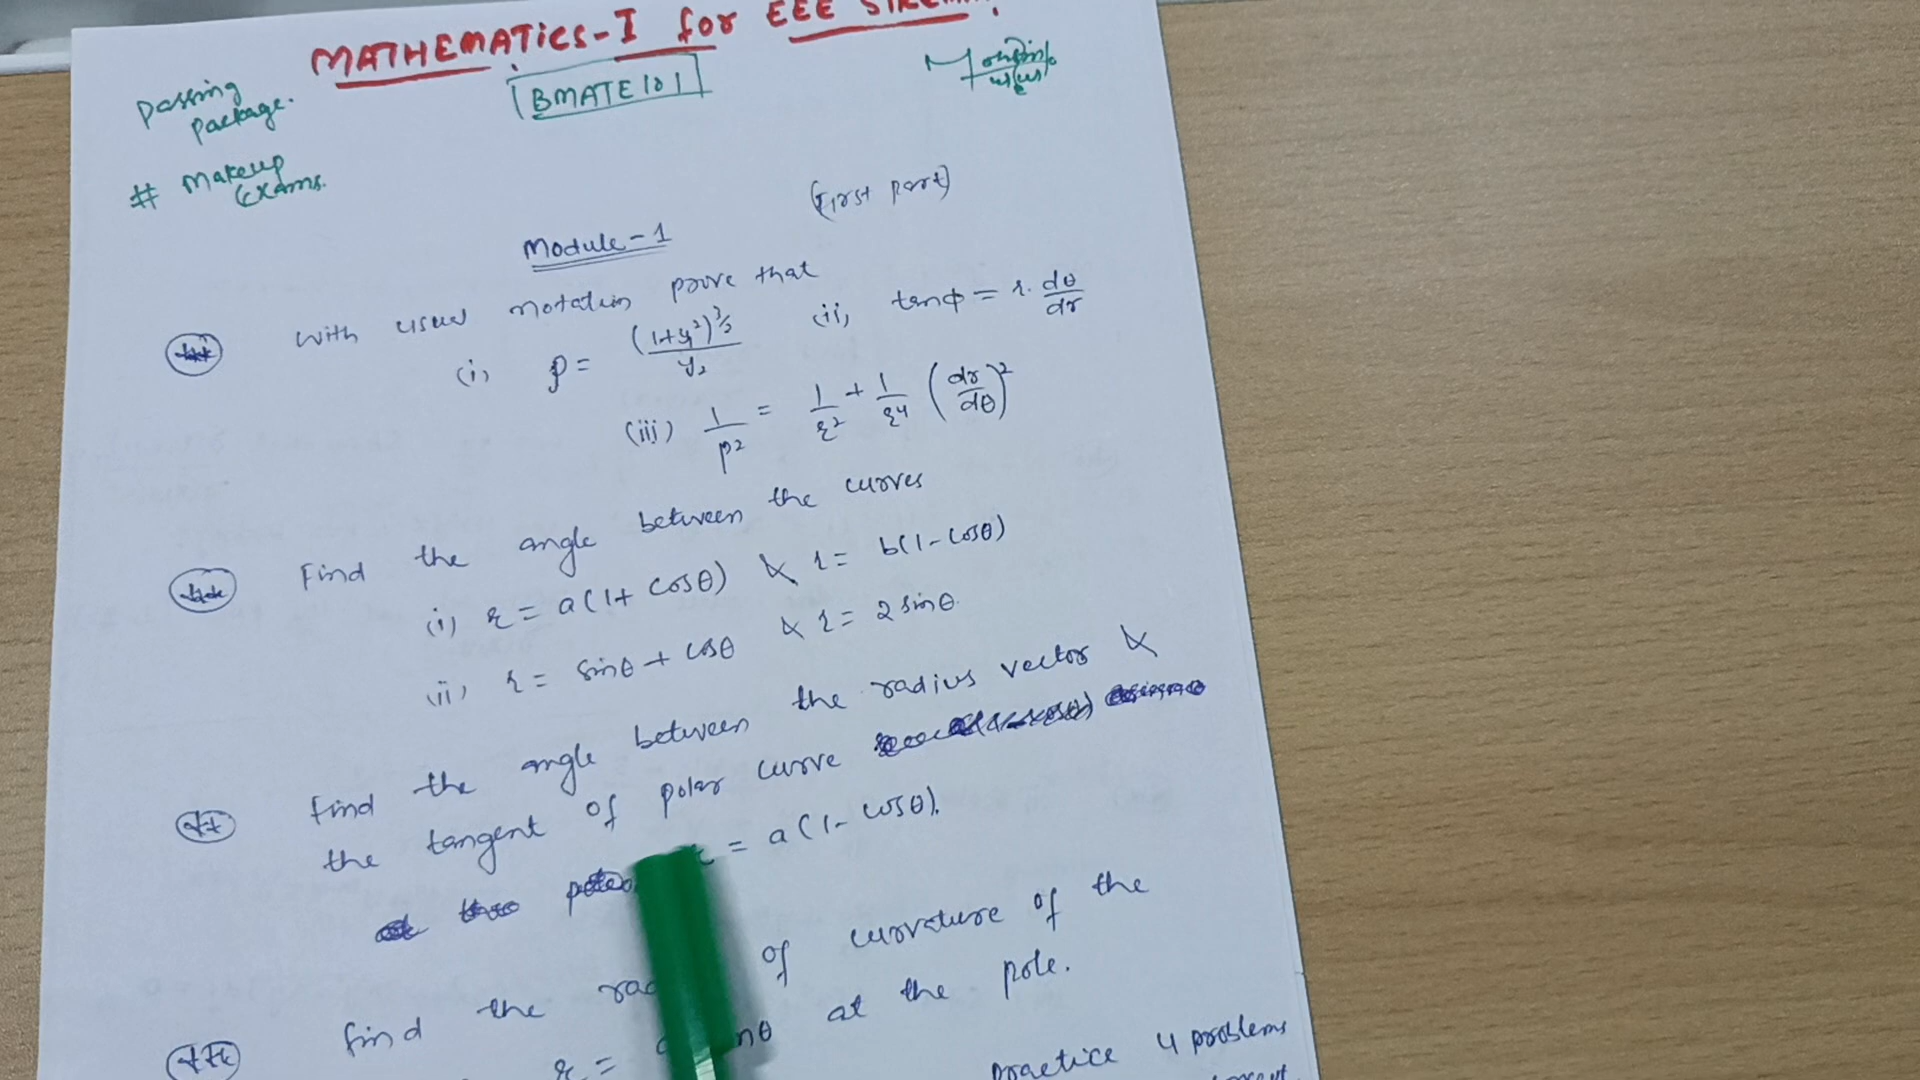 MATHEMATICS-I for EEE
BMATE101
Passing
package.
# Makeup
Exams.
(First part)
Module-1
With usual notation prove that
(i) ρ = (1+y₁²)^3/2 / y₂ (ii) tanφ = r. dθ/dr
(iii) 1/p² = 1/r² + 1/r⁴ (dr/dθ)²
Find the angle between the curves
(i) r = a(1+ cosθ) & r = b(1-cosθ)
(ii) r = sinθ + cosθ & r = 2 sinθ.
find the angle between the radius vector &
the tangent of polar curve
r = a(1- cosθ).
find the of curvature of the
r = at the pole.
practice 4 problems